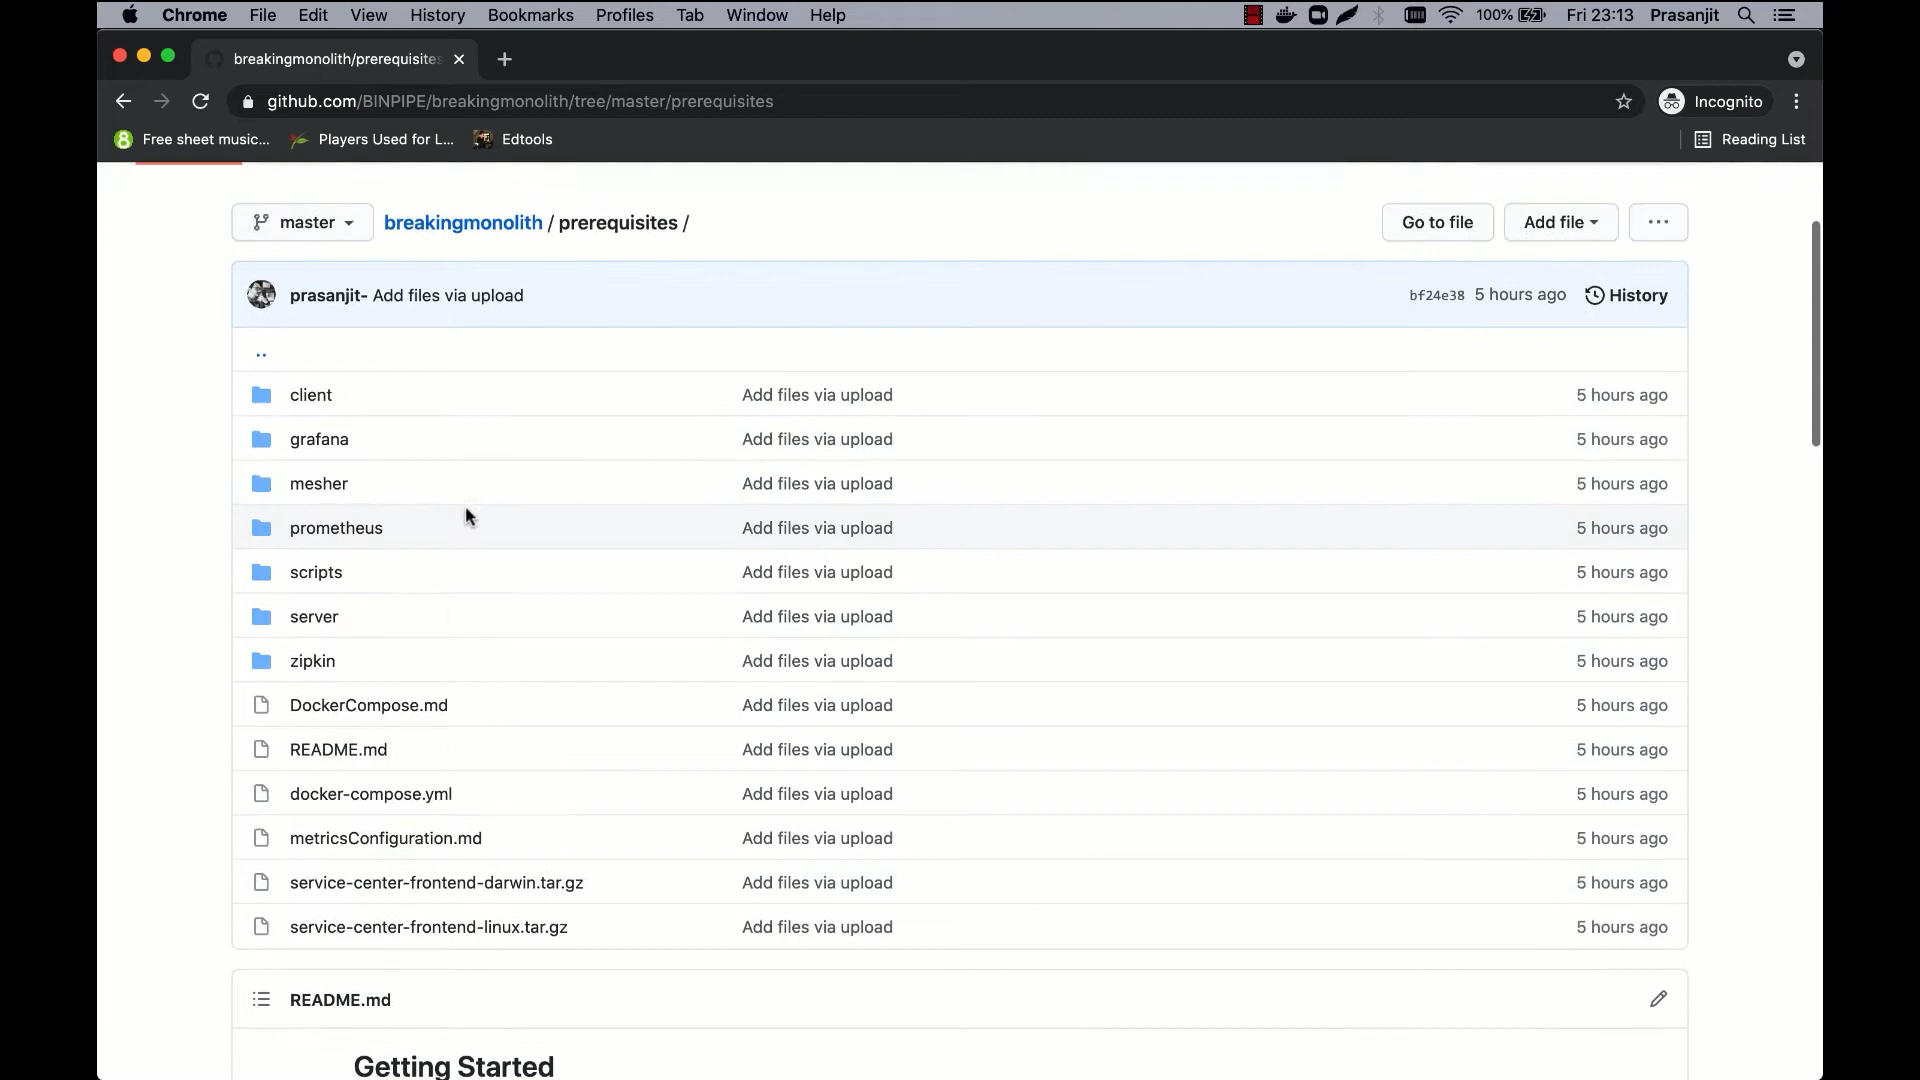 Chrome File Edit View History Bookmarks Profiles Tab Window Help 100% Fri 23:13 Prasanjit
breakingmonolith/prerequisites
github.com/BINPIPE/breakingmonolith/tree/master/prerequisites Incognito
Free sheet music... Players Used for L... Edtools Reading List
master breakingmonolith / prerequisites / Go to file Add file ...
prasanjit- Add files via upload bf24e38 5 hours ago History
..
client Add files via upload 5 hours ago
grafana Add files via upload 5 hours ago
mesher Add files via upload 5 hours ago
prometheus Add files via upload 5 hours ago
scripts Add files via upload 5 hours ago
server Add files via upload 5 hours ago
zipkin Add files via upload 5 hours ago
DockerCompose.md Add files via upload 5 hours ago
README.md Add files via upload 5 hours ago
docker-compose.yml Add files via upload 5 hours ago
metricsConfiguration.md Add files via upload 5 hours ago
service-center-frontend-darwin.tar.gz Add files via upload 5 hours ago
service-center-frontend-linux.tar.gz Add files via upload 5 hours ago
README.md
Getting Started